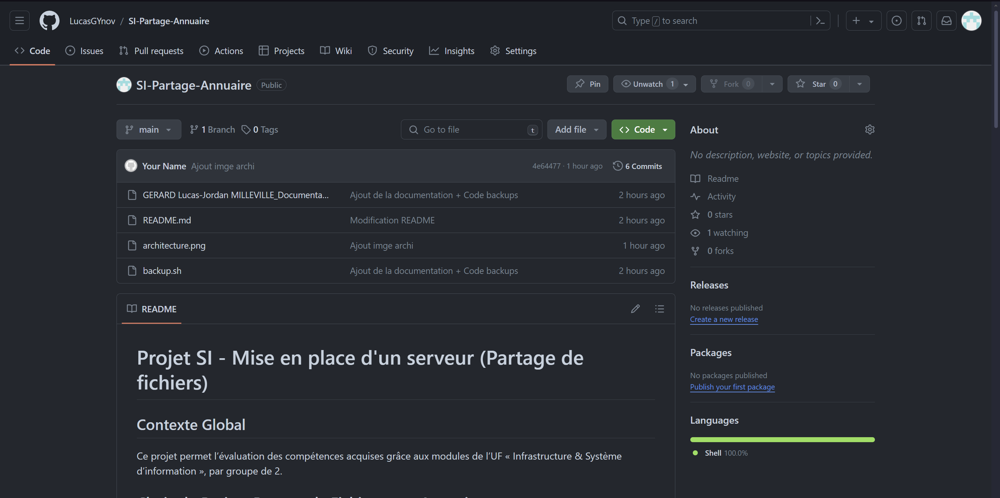 LucasGYnov / SI-Partage-Annuaire
Type / to search
Code
Issues
Pull requests
Actions
Projects
Wiki
Security
Insights
Settings
SI-Partage-Annuaire Public
Pin
Unwatch 1
Fork 0
Star 0
main
1 Branch
0 Tags
Go to file t
Add file
Code
Your Name Ajout imge archi 4e64477 · 1 hour ago 6 Commits
GERARD Lucas-Jordan MILLEVILLE_Documenta... Ajout de la documentation + Code backups 2 hours ago
README.md Modification README 2 hours ago
architecture.png Ajout imge archi 1 hour ago
backup.sh Ajout de la documentation + Code backups 2 hours ago
README
Projet SI - Mise en place d'un serveur (Partage de
fichiers)
Contexte Global
Ce projet permet l’évaluation des compétences acquises grâce aux modules de l’UF « Infrastructure & Système
d’information », par groupe de 2.
About
No description, website, or topics provided.
Readme
Activity
0 stars
1 watching
0 forks
Releases
No releases published
Create a new release
Packages
No packages published
Publish your first package
Languages
Shell 100.0%